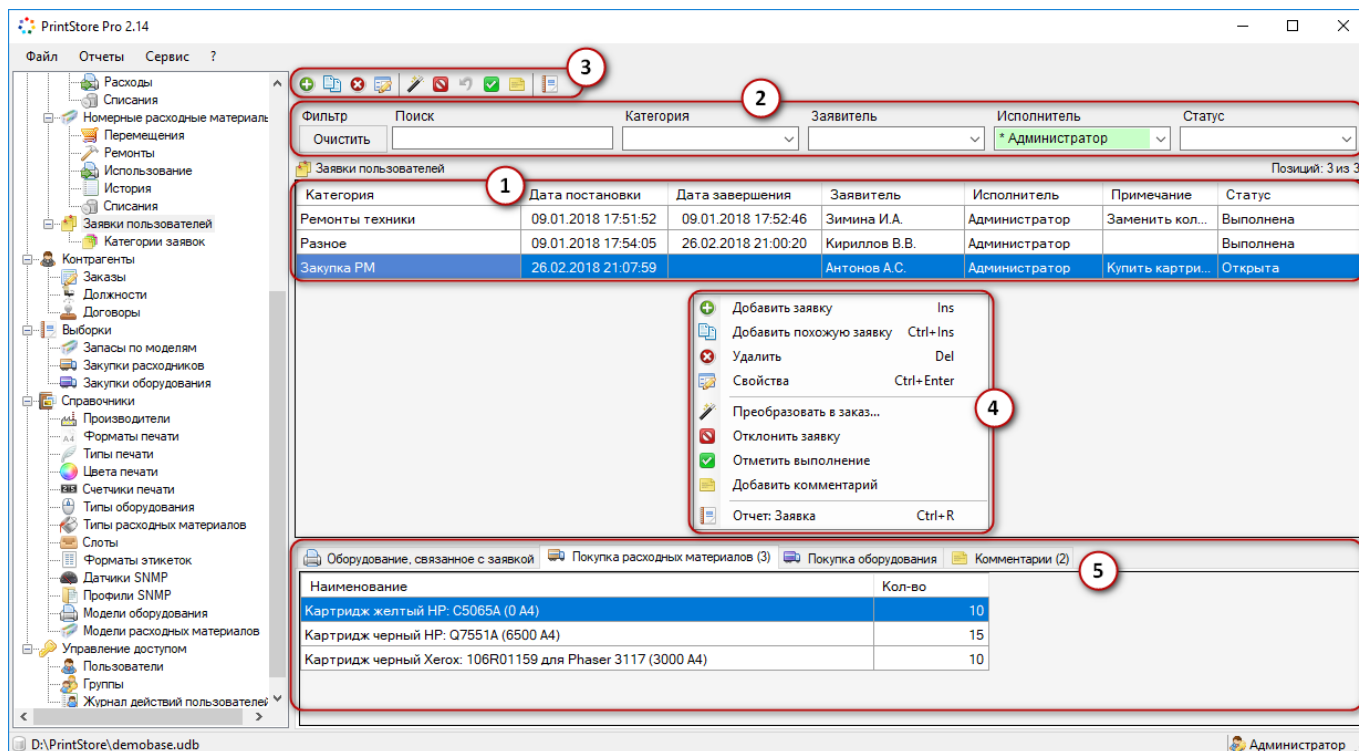 PrintStore Pro 2.14
Файл Отчеты Сервис ?
Расходы
Списания
Номерные расходные материаль
Перемещения
Ремонты
Использование
История
Списания
Заявки пользователей
Категории заявок
Контрагенты
Заказы
Должности
Договоры
Выборки
Запасы по моделям
Закупки расходников
Закупки оборудования
Справочники
Производители
A4 Форматы печати
Типы печати
Цвета печати
Счетчики печати
Типы оборудования
Типы расходных материалов
Слоты
Форматы этикеток
Датчики SNMP
Профили SNMP
Модели оборудования
Модели расходных материалов
Управление доступом
Пользователи
Группы
Журнал действий пользователей
3
2
Фильтр Поиск Категория Заявитель Исполнитель Статус
Очистить * Администратор
Заявки пользователей Позиций: 3 из 3
1
Категория Дата постановки Дата завершения Заявитель Исполнитель Примечание Статус
Ремонты техники 09.01.2018 17:51:52 09.01.2018 17:52:46 Зимина И.А. Администратор Заменить кол... Выполнена
Разное 09.01.2018 17:54:05 26.02.2018 21:00:20 Кириллов В.В. Администратор Выполнена
Закупка РМ 26.02.2018 21:07:59 Антонов А.С. Администратор Купить картри... Открыта
Добавить заявку Ins
Добавить похожую заявку Ctrl+Ins
Удалить Del
Свойства Ctrl+Enter
4
Преобразовать в заказ...
Отклонить заявку
Отметить выполнение
Добавить комментарий
Отчет: Заявка Ctrl+R
Оборудование, связанное с заявкой Покупка расходных материалов (3) Покупка оборудования Комментарии (2)
5
Наименование Кол-во
Картридж желтый HP: C5065A (0 A4) 10
Картридж черный HP: Q7551A (6500 A4) 15
Картридж черный Xerox: 106R01159 для Phaser 3117 (3000 A4) 10
D:\PrintStore\demobase.udb Администратор